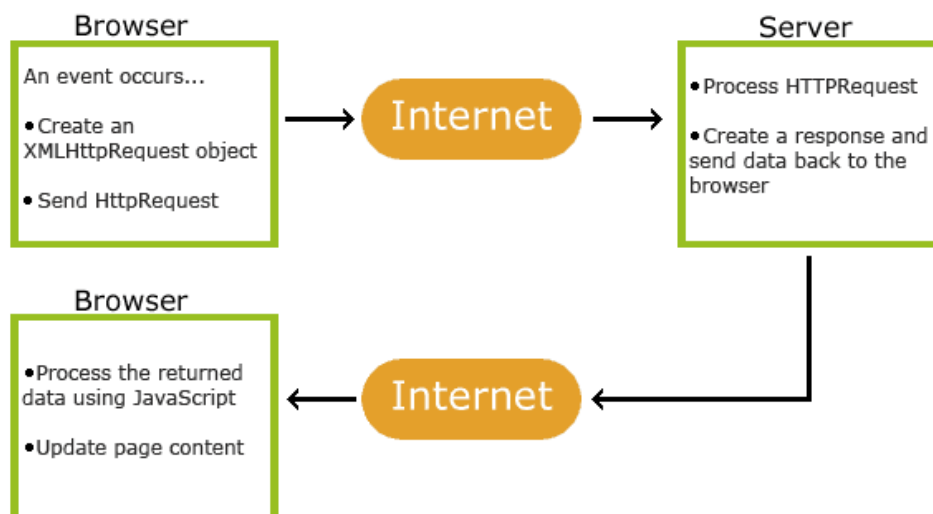 Browser
An event occurs...
•Create an
XMLHttpRequest object
•Send HttpRequest
Internet
Server
•Process HTTPRequest
•Create a response and
send data back to the
browser
Browser
•Process the returned
data using JavaScript
•Update page content
Internet